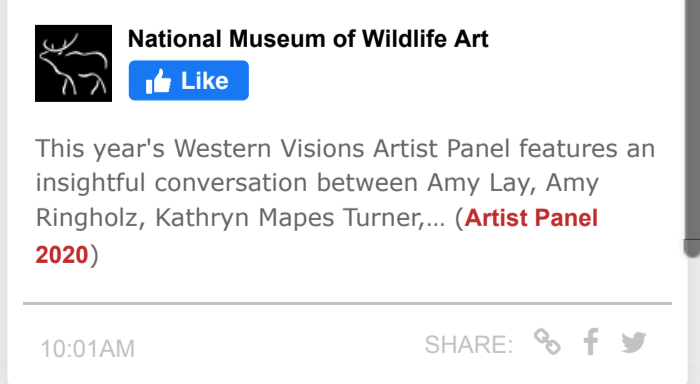 National Museum of Wildlife Art
Like
This year's Western Visions Artist Panel features an
insightful conversation between Amy Lay, Amy
Ringholz, Kathryn Mapes Turner,... (Artist Panel
2020)
10:01AM
SHARE: